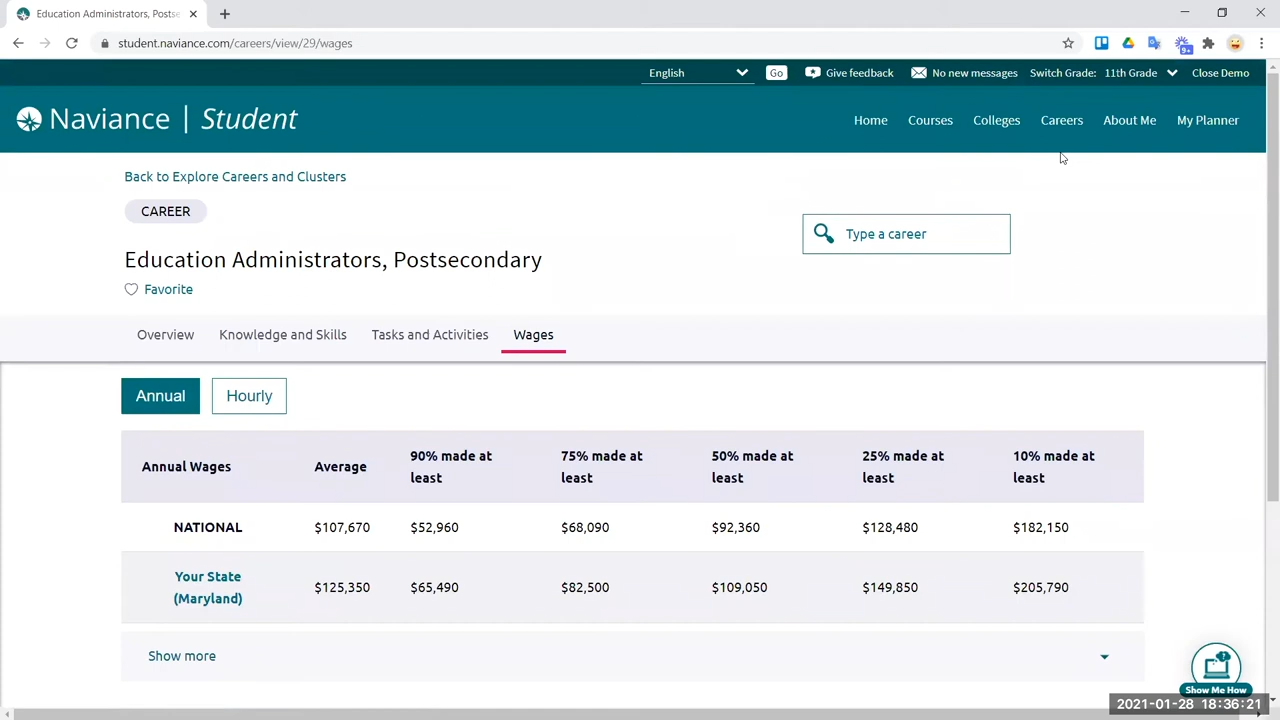 Education Administrators, Postse
student.naviance.com/careers/view/29/wages
9+
English
Go
Give feedback
No new messages
Switch Grade: 11th Grade
Close Demo
Naviance | Student
Home Courses Colleges Careers About Me My Planner
Back to Explore Careers and Clusters
CAREER
Type a career
Education Administrators, Postsecondary
Favorite
Overview Knowledge and Skills Tasks and Activities Wages
Annual Hourly
Annual Wages Average 90% made at least 75% made at least 50% made at least 25% made at least 10% made at least
NATIONAL $107,670 $52,960 $68,090 $92,360 $128,480 $182,150
Your State (Maryland) $125,350 $65,490 $82,500 $109,050 $149,850 $205,790
Show more
Show Me How
2021-01-28 18:36:21